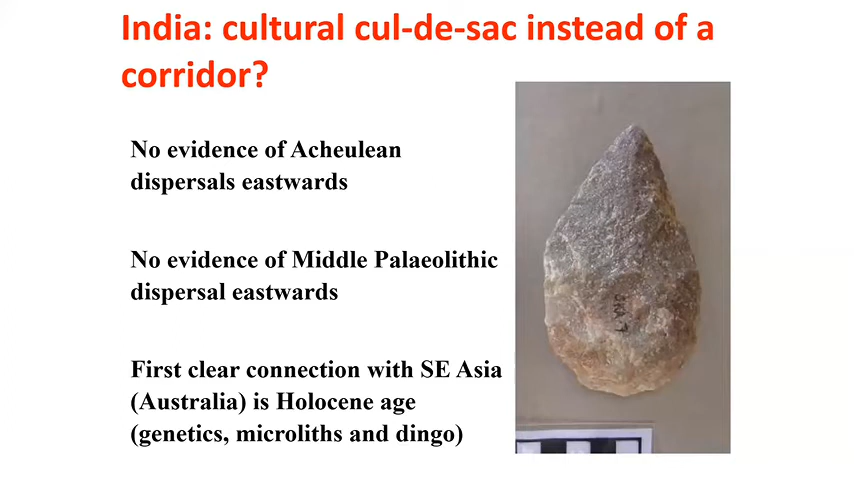 India: cultural cul-de-sac instead of a
corridor?
No evidence of Acheulean
dispersals eastwards
No evidence of Middle Palaeolithic
dispersal eastwards
First clear connection with SE Asia
(Australia) is Holocene age
(genetics, microliths and dingo)